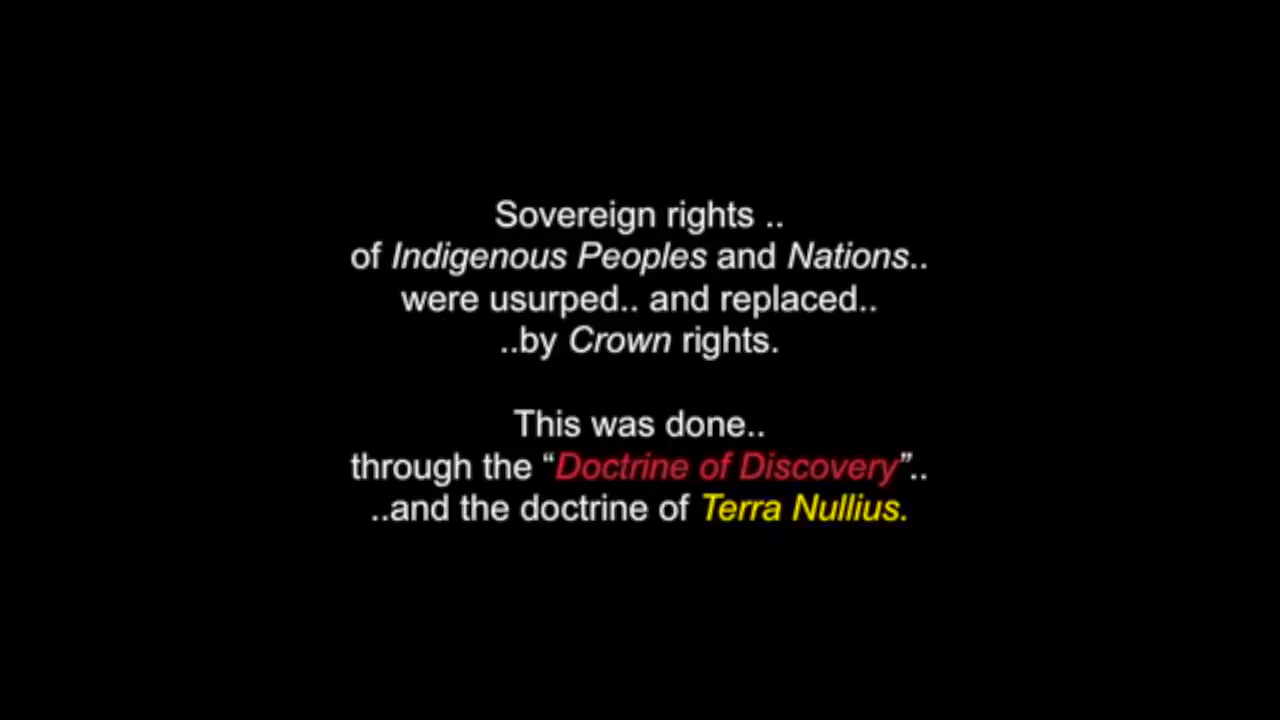 Sovereign rights ..
of Indigenous Peoples and Nations..
were usurped.. and replaced..
..by Crown rights.
This was done..
through the “Doctrine of Discovery”..
..and the doctrine of Terra Nullius.